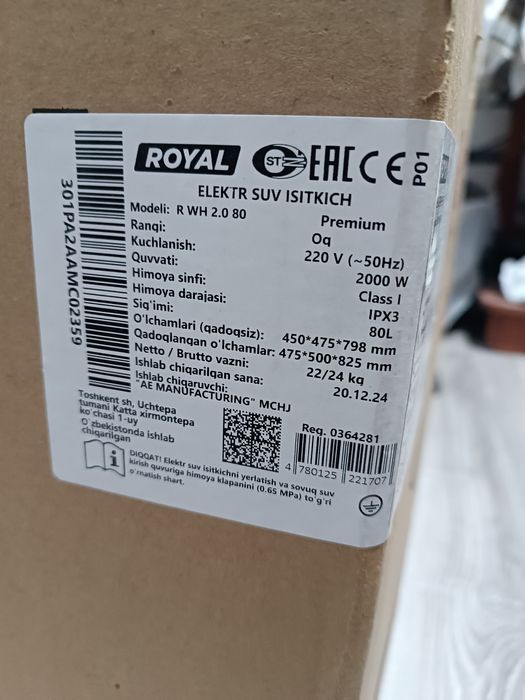 ROYAL STZ EAC CE P01
ELEKTR SUV ISITKICH
Modeli: R WH 2.0 80 Premium
Rangi: Oq
Kuchlanish: 220 V (~50Hz)
Quvvati: 2000 W
Himoya sinfi: Class I
Himoya darajasi: IPX3
Sig'imi: 80L
O'lchamlari (qadoqsiz): 450*475*798 mm
Qadoqlangan o'lchamlar: 475*500*825 mm
Netto / Brutto vazni: 22/24 kg
Ishlab chiqarilgan sana: 20.12.24
Ishlab chiqaruvchi:
"AE MANUFACTURING" MCHJ
Toshkent sh, Uchtepa
tumani Katta xirmontepa
ko'chasi 1-uy
O'zbekistonda ishlab
chiqarilgan
Reg. 0364281
4 780125 221707
DIQQAT! Elektr suv isitkichni yerlatish va sovuq suv
kirish quvuriga himoya klapanini (0.65 MPa) to'g'ri
o'rnatish shart.
301PA2AAMC02359